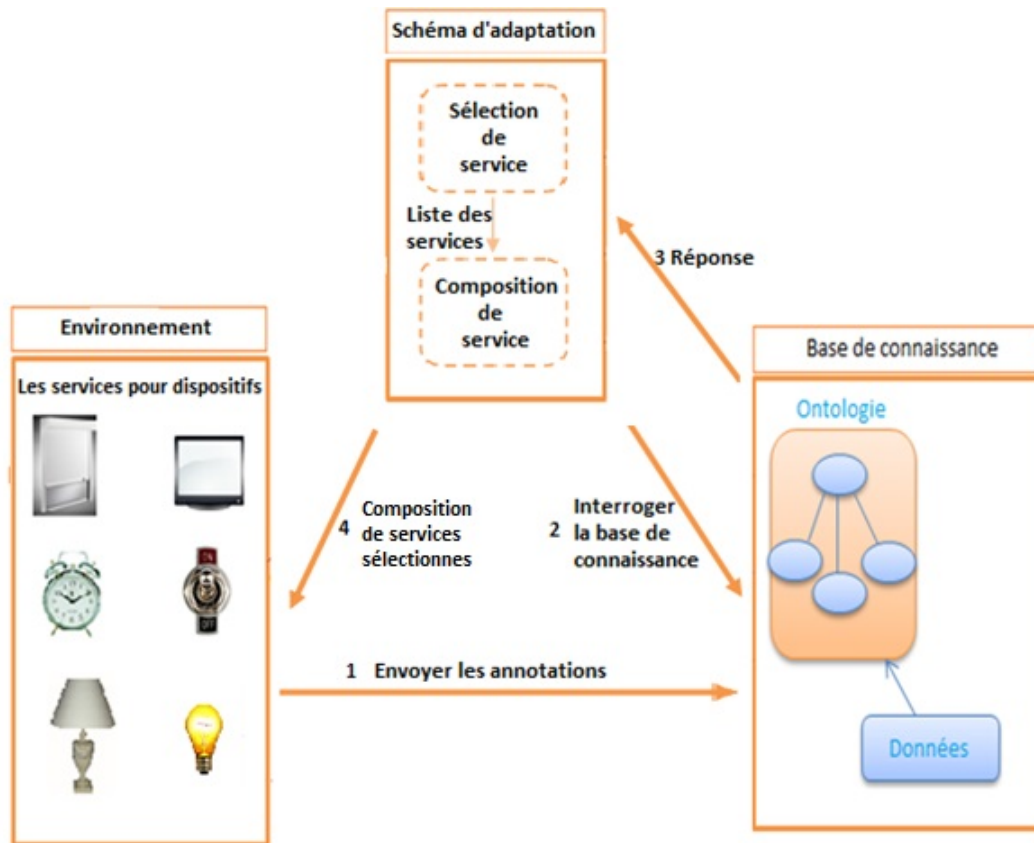 Schéma d'adaptation
Sélection
de
service
Liste des
services
Composition
de
service
3 Réponse
Environnement
Les services pour dispositifs
ON
OFF
4 Composition
de services
sélectionnes
2 Interroger
la base de
connaissance
1 Envoyer les annotations
Base de connaissance
Ontologie
Données